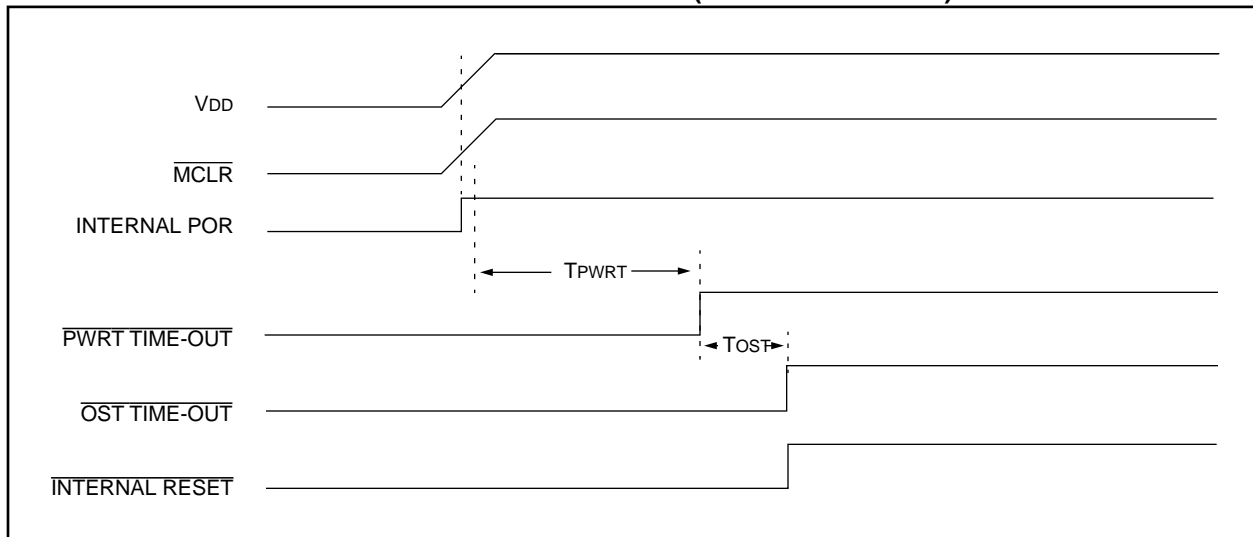 VDD
MCLR
INTERNAL POR
TPWRT
PWRT TIME-OUT
TOST
OST TIME-OUT
INTERNAL RESET